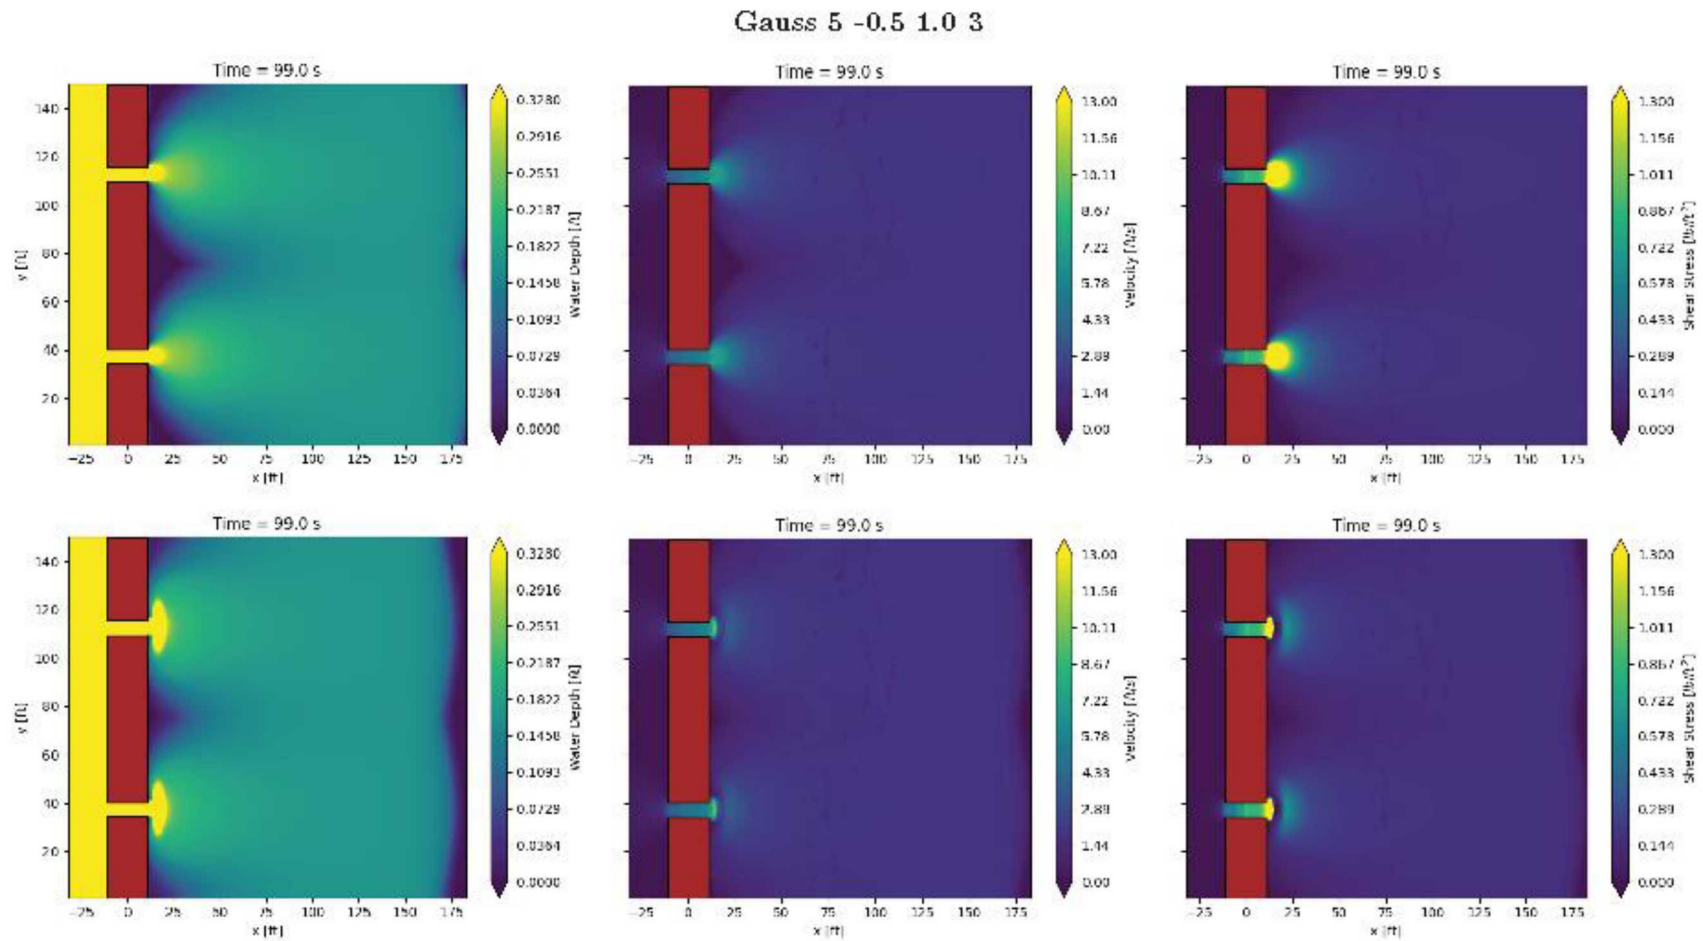 Gauss 5 -0.5 1.0 3
Time = 99.0 s
140
120
100
80
60
40
20
y [ft]
−25 0 25 50 75 100 125 150 175
x [ft]
0.3280
0.2916
0.2551
0.2187
0.1822
0.1458
0.1093
0.0729
0.0364
0.0000
Water Depth [ft]
Time = 99.0 s
−25 0 25 50 75 100 125 150 175
x [ft]
13.00
11.56
10.11
8.67
7.22
5.78
4.33
2.89
1.44
0.00
Velocity [ft/s]
Time = 99.0 s
−25 0 25 50 75 100 125 150 175
x [ft]
1.300
1.156
1.011
0.867
0.722
0.578
0.433
0.289
0.144
0.000
Shear Stress [lbf/ft²]
Time = 99.0 s
140
120
100
80
60
40
20
y [ft]
−25 0 25 50 75 100 125 150 175
x [ft]
0.3280
0.2916
0.2551
0.2187
0.1822
0.1458
0.1093
0.0729
0.0364
0.0000
Water Depth [ft]
Time = 99.0 s
−25 0 25 50 75 100 125 150 175
x [ft]
13.00
11.56
10.11
8.67
7.22
5.78
4.33
2.89
1.44
0.00
Velocity [ft/s]
Time = 99.0 s
−25 0 25 50 75 100 125 150 175
x [ft]
1.300
1.156
1.011
0.867
0.722
0.578
0.433
0.289
0.144
0.000
Shear Stress [lbf/ft²]